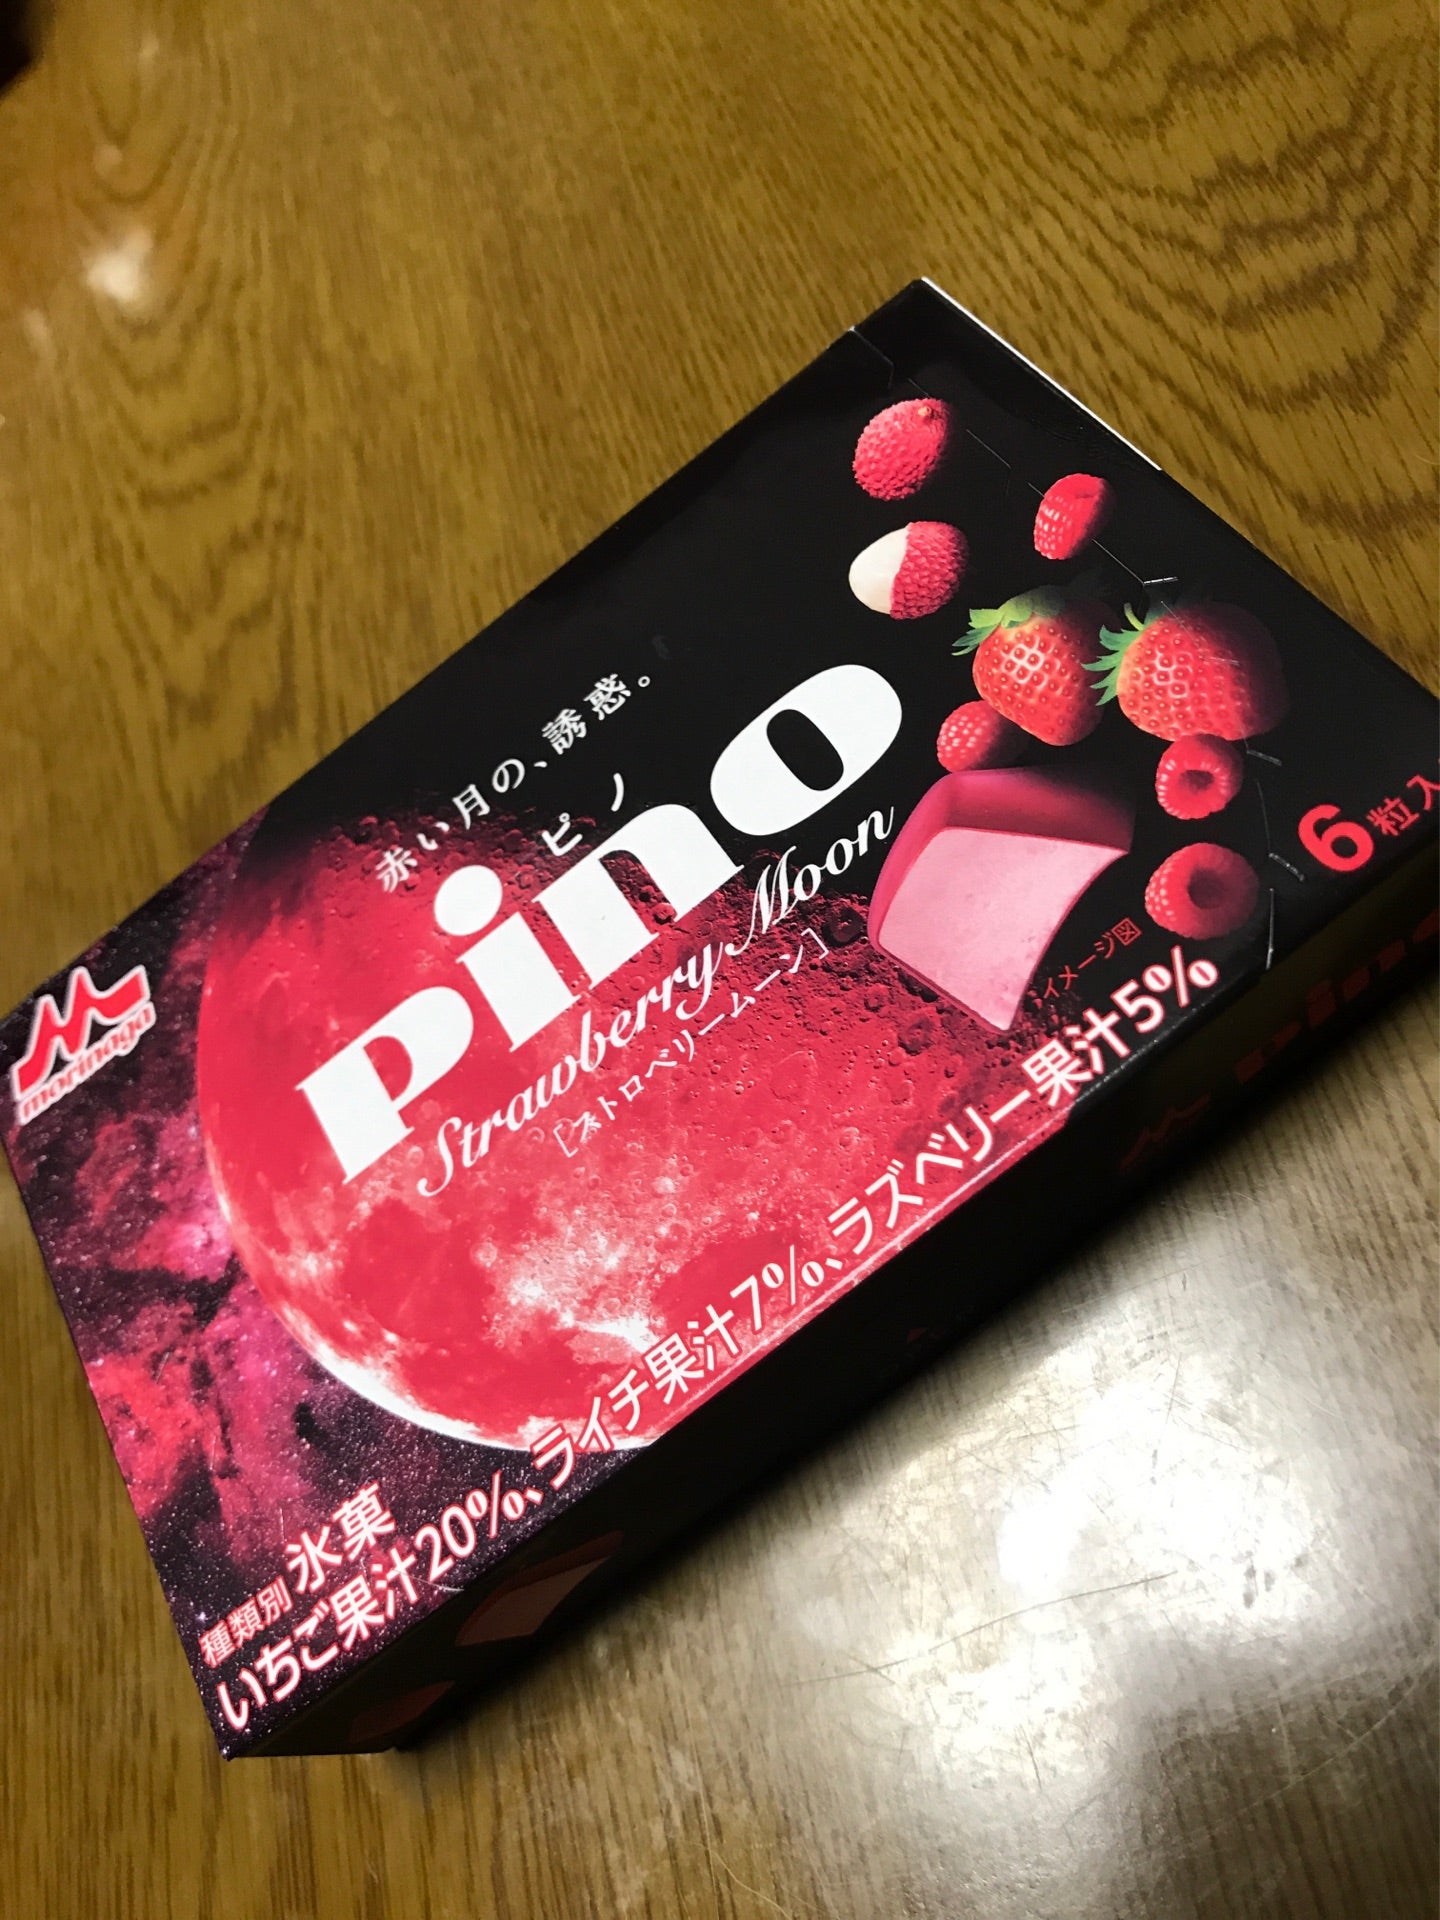 morinaga
赤い月の、誘惑。
ピノ
pino
Strawberry Moon
[ストロベリームーン]
イメージ図
6粒入
種類別 氷菓
いちご果汁20%、ライチ果汁7%、ラズベリー果汁5%